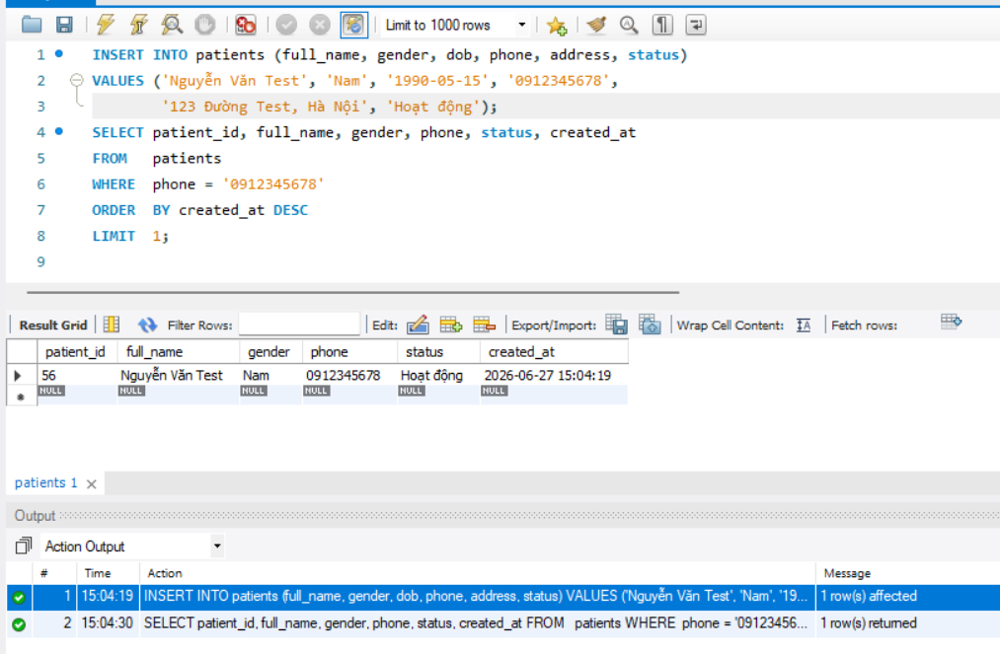 Limit to 1000 rows
1 INSERT INTO patients (full_name, gender, dob, phone, address, status)
2 VALUES ('Nguyễn Văn Test', 'Nam', '1990-05-15', '0912345678',
3 '123 Đường Test, Hà Nội', 'Hoạt động');
4 SELECT patient_id, full_name, gender, phone, status, created_at
5 FROM patients
6 WHERE phone = '0912345678'
7 ORDER BY created_at DESC
8 LIMIT 1;
9
Result Grid Filter Rows: Edit: Export/Import: Wrap Cell Content: Fetch rows:
patient_id full_name gender phone status created_at
56 Nguyễn Văn Test Nam 0912345678 Hoạt động 2026-06-27 15:04:19
NULL NULL NULL NULL NULL NULL
patients 1
Output
Action Output
# Time Action Message
1 15:04:19 INSERT INTO patients (full_name, gender, dob, phone, address, status) VALUES ('Nguyễn Văn Test', 'Nam', '19... 1 row(s) affected
2 15:04:30 SELECT patient_id, full_name, gender, phone, status, created_at FROM patients WHERE phone = '09123456... 1 row(s) returned